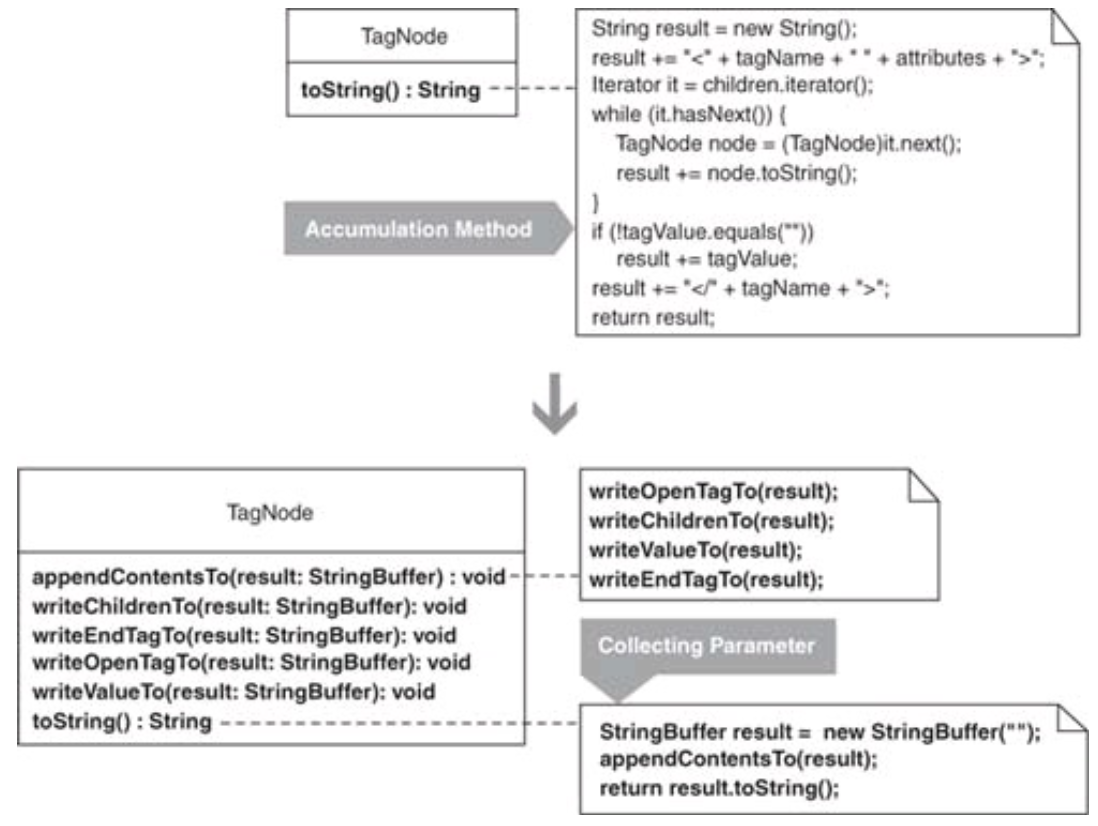 TagNode
toString() : String
String result = new String();
result += "<" + tagName + " " + attributes + ">";
Iterator it = children.iterator();
while (it.hasNext()) {
TagNode node = (TagNode)it.next();
result += node.toString();
}
if (!tagValue.equals(""))
result += tagValue;
result += "</" + tagName + ">";
return result;
Accumulation Method
TagNode
appendContentsTo(result: StringBuffer) : void
writeChildrenTo(result: StringBuffer): void
writeEndTagTo(result: StringBuffer): void
writeOpenTagTo(result: StringBuffer): void
writeValueTo(result: StringBuffer): void
toString() : String
writeOpenTagTo(result);
writeChildrenTo(result);
writeValueTo(result);
writeEndTagTo(result);
Collecting Parameter
StringBuffer result = new StringBuffer("");
appendContentsTo(result);
return result.toString();